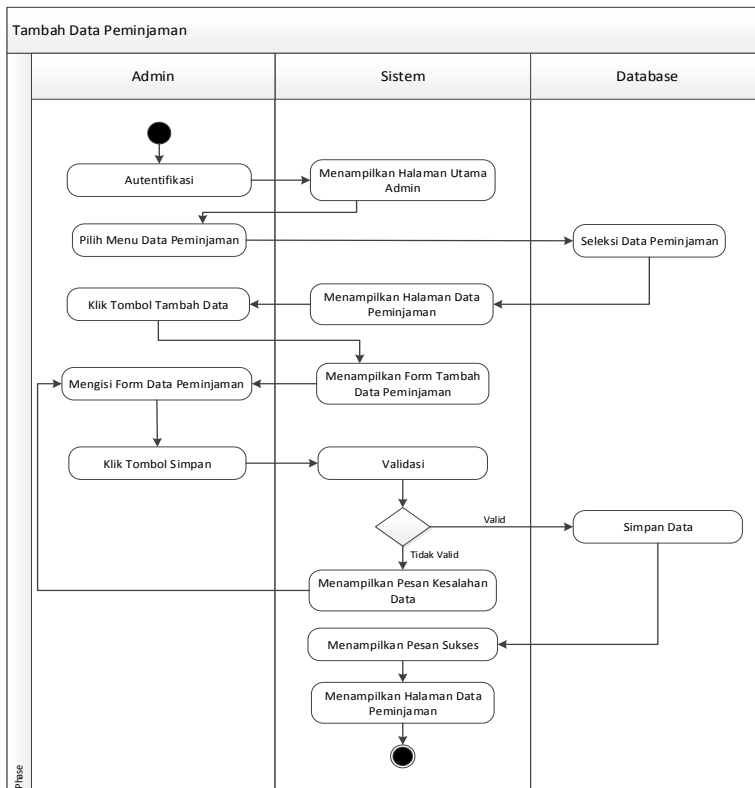 Tambah Data Peminjaman
Admin
Sistem
Database
Autentifikasi
Menampilkan Halaman Utama
Admin
Pilih Menu Data Peminjaman
Seleksi Data Peminjaman
Klik Tombol Tambah Data
Menampilkan Halaman Data
Peminjaman
Mengisi Form Data Peminjaman
Menampilkan Form Tambah
Data Peminjaman
Klik Tombol Simpan
Validasi
Valid
Simpan Data
Tidak Valid
Menampilkan Pesan Kesalahan
Data
Menampilkan Pesan Sukses
Menampilkan Halaman Data
Peminjaman
Phase